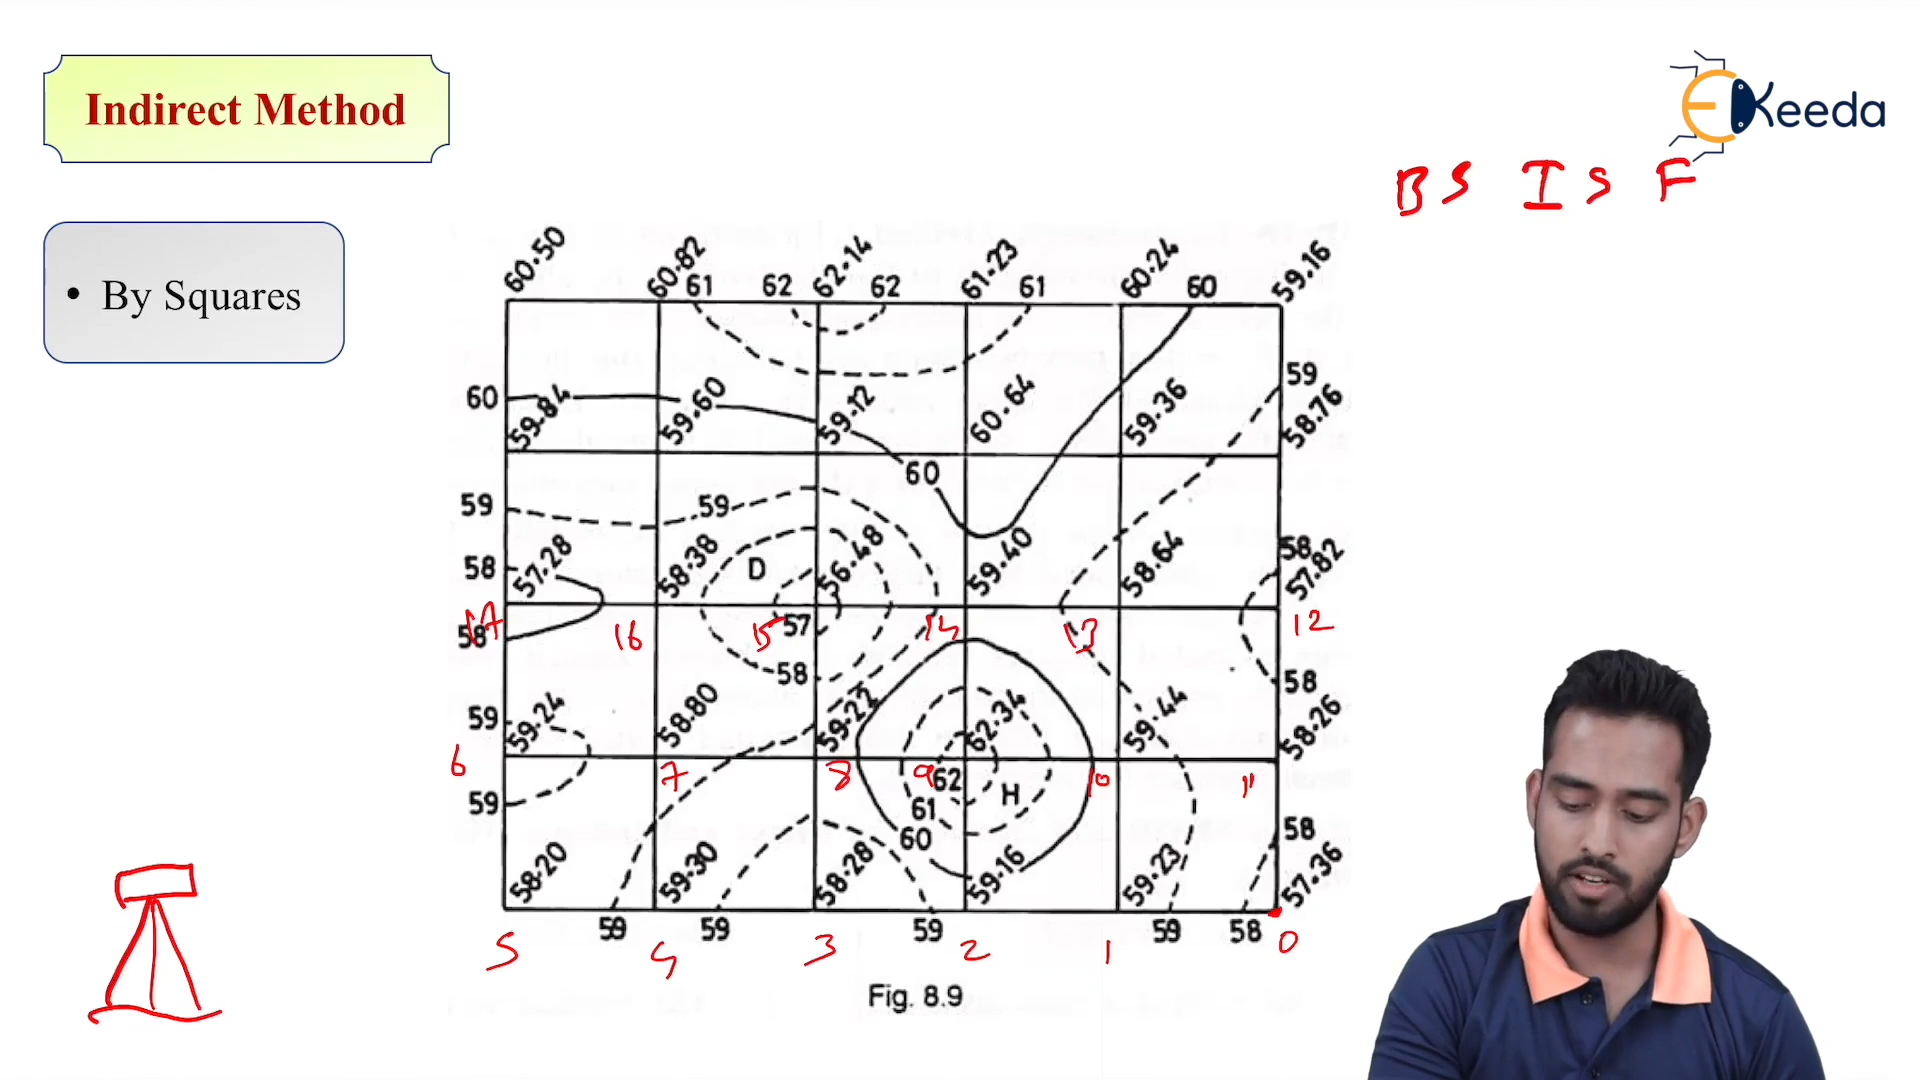 Indirect Method
EKeeda
BS IS F
• By Squares
60.50 60.82 61 62 62.14 62 61.23 61 60.24 60 59.16
59
60 59.84 59.60 59.12 60.64 59.36 58.76
60
59 59
58 57.28 58.38 D 56.48 59.40 58.64 58 57.82
17 16 15 57 14 13 12
58
58 58
59 59.24 58.80 59.22 62.34 59.44 58.26
6 7 8 9 10 11
62 H
59 61
60 58
58.20 59.30 58.28 59.16 59.23 57.36
59 59 59 59 58
5 4 3 2 1 0
Fig. 8.9